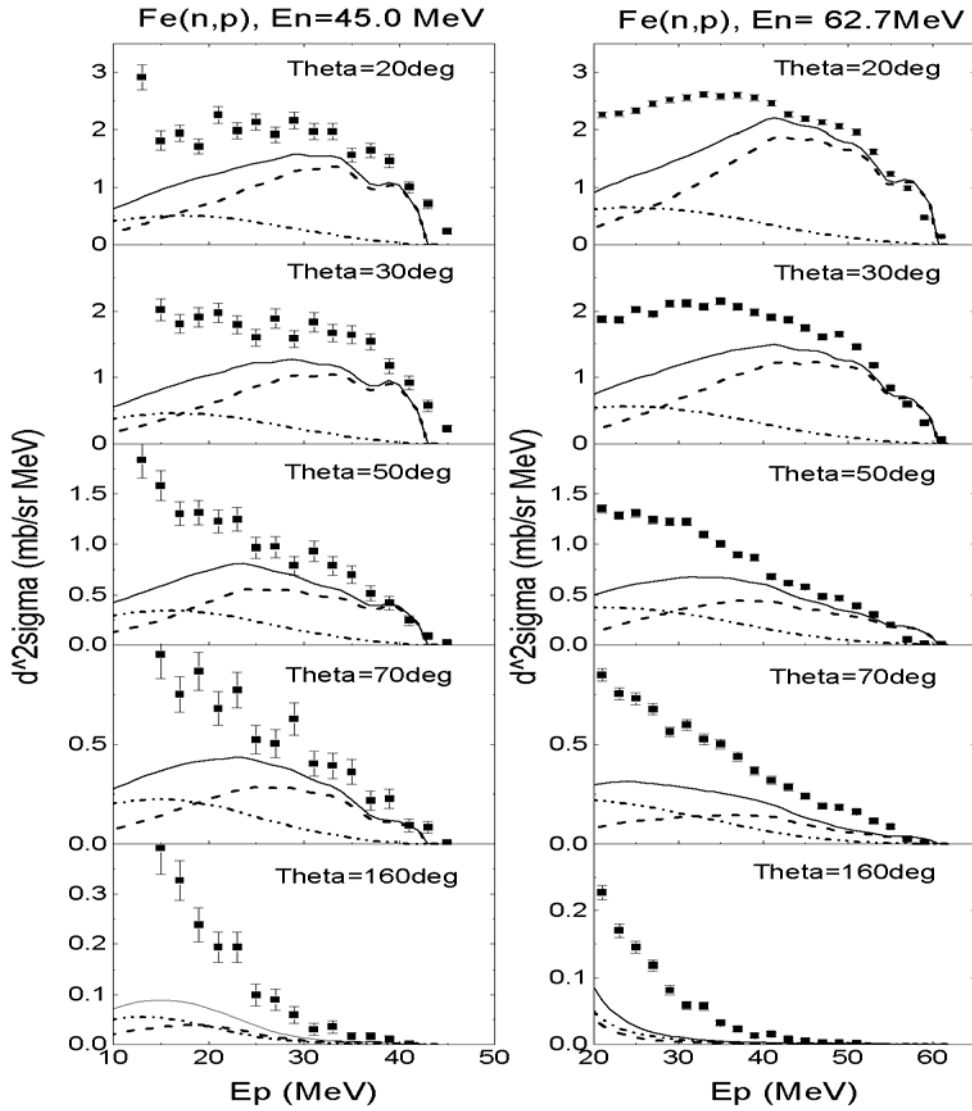 Fe(n,p), En=45.0 MeV
Fe(n,p), En= 62.7MeV
Theta=20deg
3
2
1
0
Theta=20deg
3
2
1
0
Theta=30deg
2
1
0
Theta=30deg
2
1
0
Theta=50deg
1.5
1.0
0.5
0.0
Theta=50deg
1.5
1.0
0.5
0.0
Theta=70deg
0.5
0.0
Theta=70deg
0.5
0.0
Theta=160deg
0.3
0.2
0.1
0.0
Theta=160deg
0.2
0.1
0.0
d^2sigma (mb/sr MeV)
d^2sigma (mb/sr MeV)
10 20 30 40 50
20 30 40 50 60
Ep (MeV)
Ep (MeV)